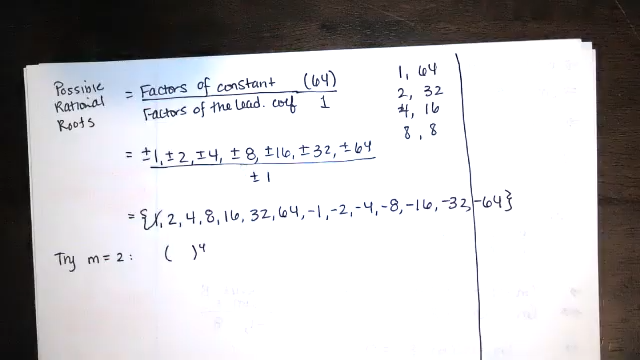 Possible Rational Roots = Factors of constant (64)
Factors of the lead. coef 1
1, 64
2, 32
4, 16
8, 8
= ±1, ±2, ±4, ±8, ±16, ±32, ±64
±1
= {1, 2, 4, 8, 16, 32, 64, -1, -2, -4, -8, -16, -32, -64}
Try m = 2: ( )⁴